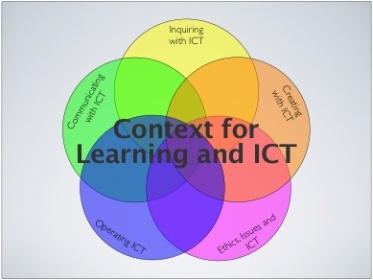 Inquiring
with ICT
Communicating
with ICT
Creating
with ICT
Context for
Learning and ICT
Operating ICT
Ethics, Issues and
ICT